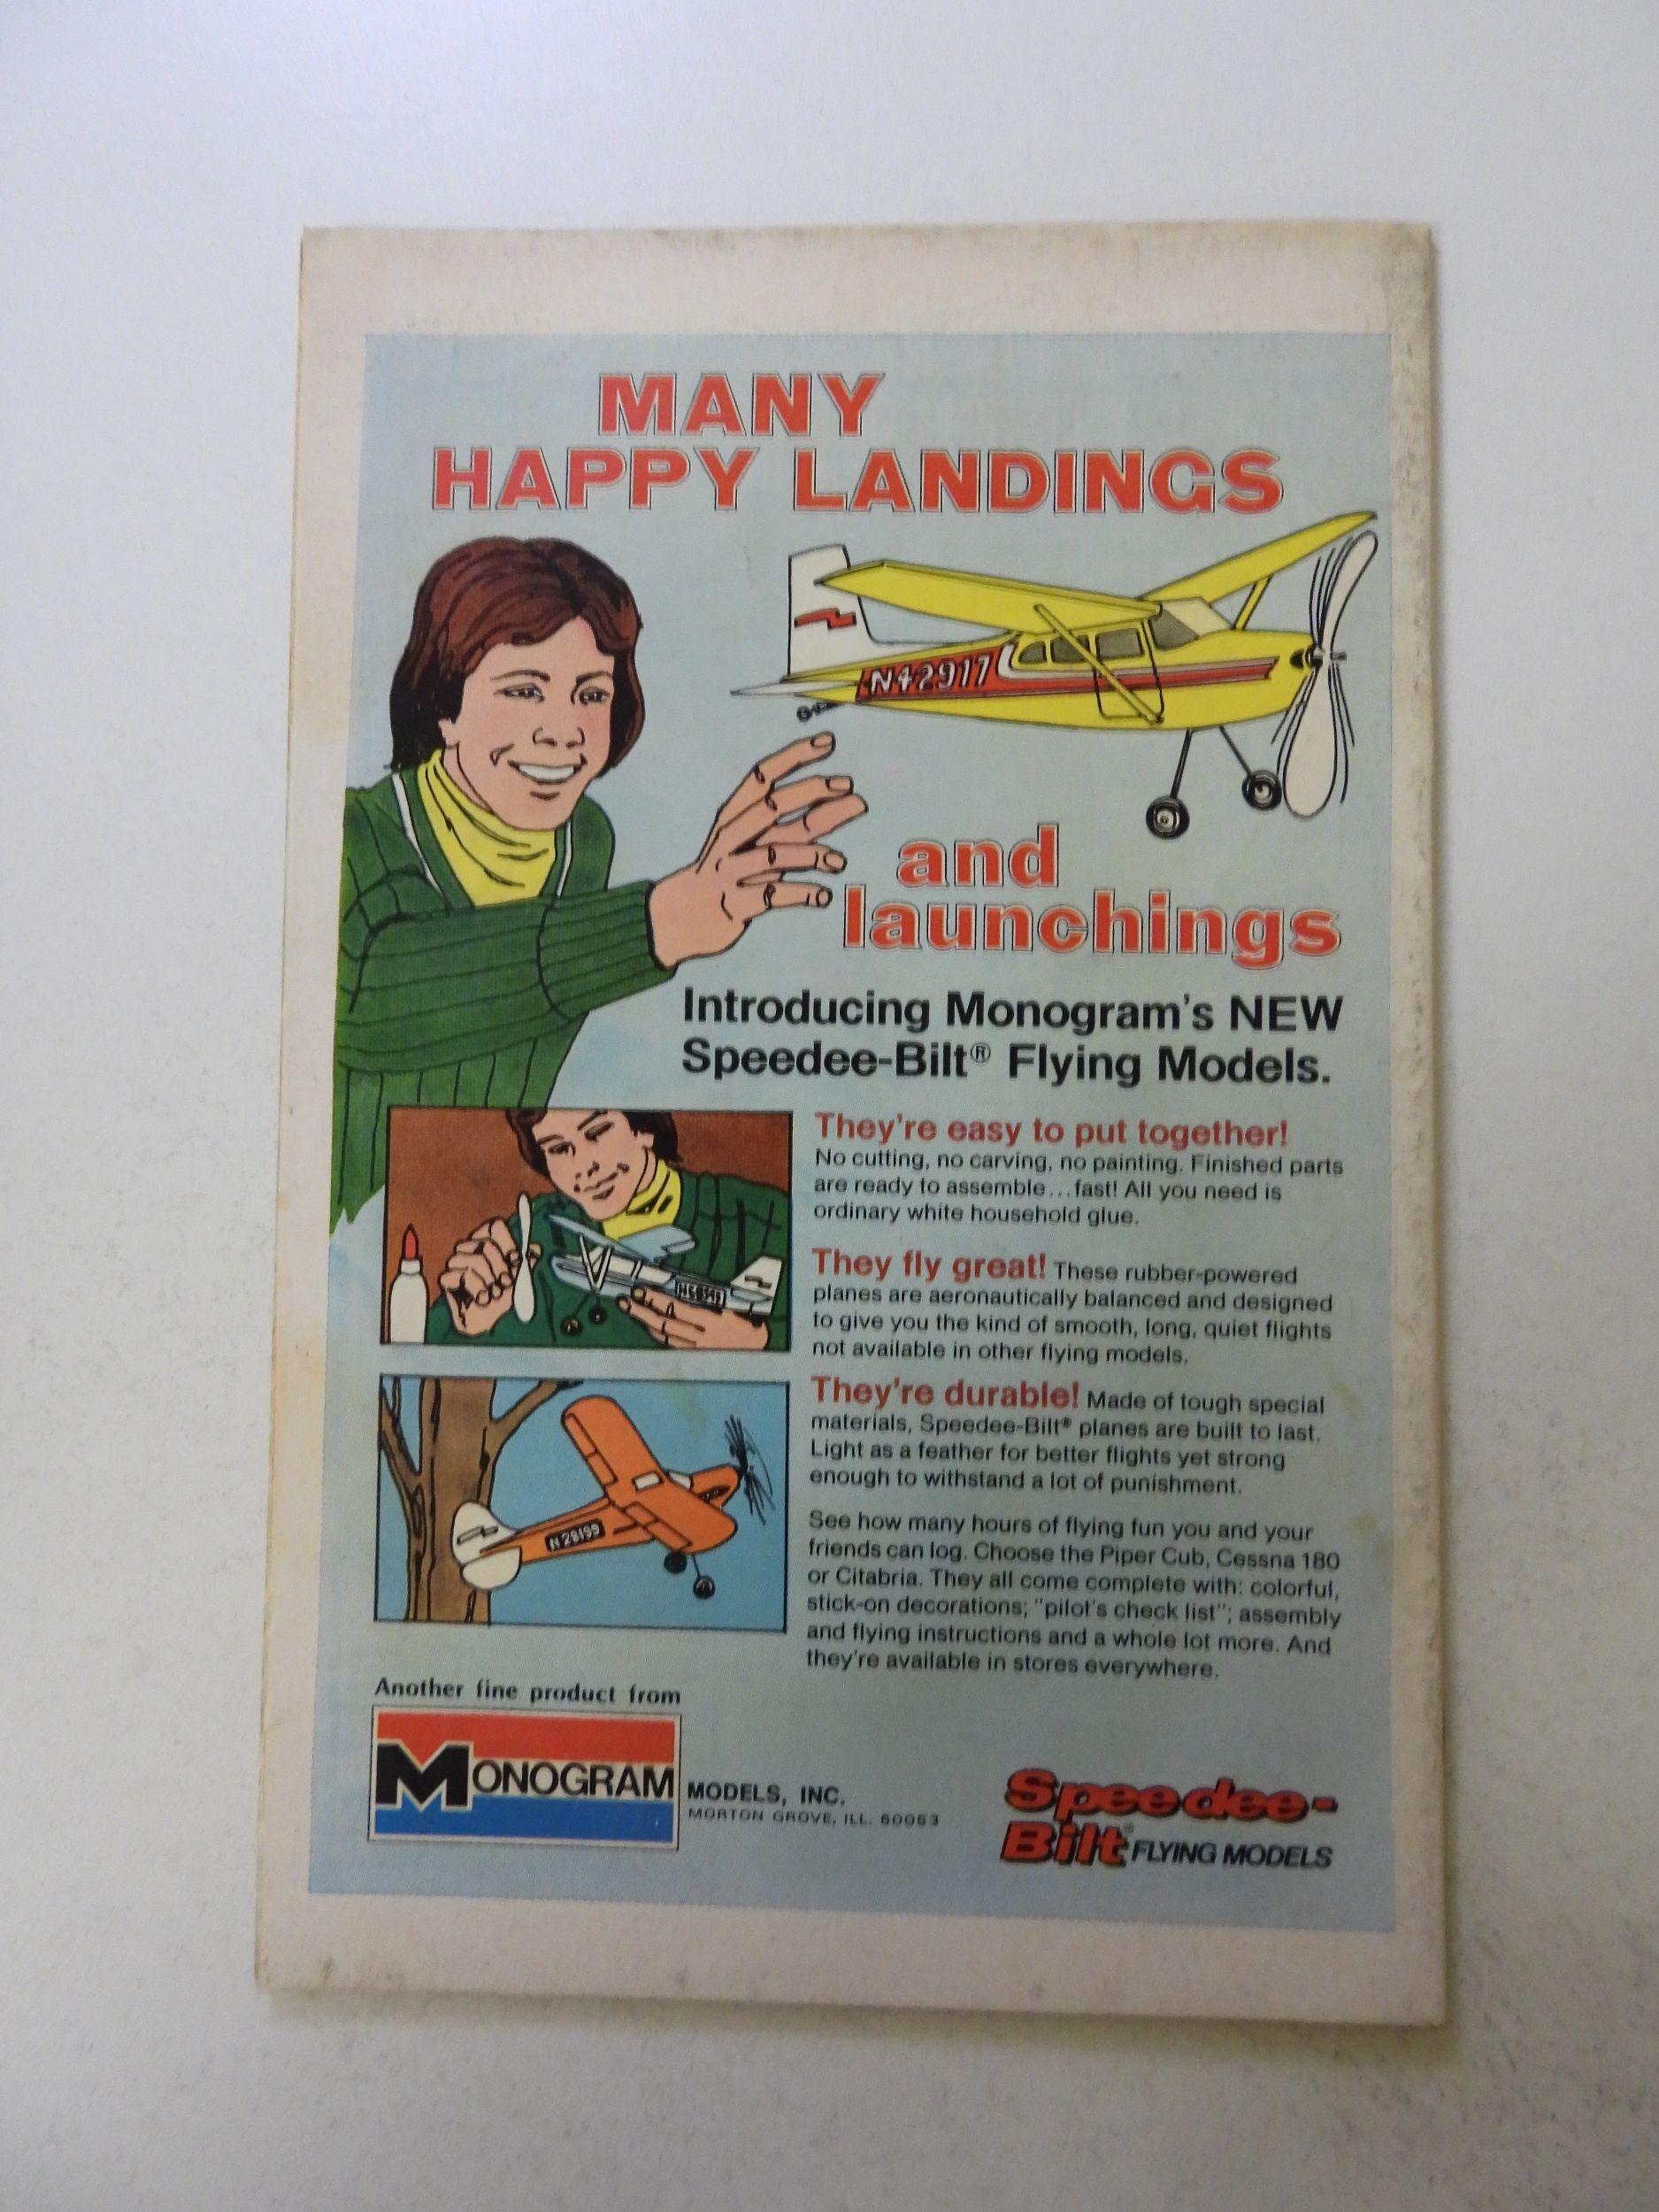 MANY
HAPPY LANDINGS
N42917
and
launchings
Introducing Monogram's NEW
Speedee-Bilt® Flying Models.
They're easy to put together!
No cutting, no carving, no painting. Finished parts
are ready to assemble...fast! All you need is
ordinary white household glue.
They fly great! These rubber-powered
planes are aeronautically balanced and designed
to give you the kind of smooth, long, quiet flights
not available in other flying models.
They're durable! Made of tough special
materials, Speedee-Bilt® planes are built to last.
Light as a feather for better flights yet strong
enough to withstand a lot of punishment.
N28199
See how many hours of flying fun you and your
friends can log. Choose the Piper Cub, Cessna 180
or Citabria. They all come complete with: colorful,
stick-on decorations; "pilot's check list"; assembly
and flying instructions and a whole lot more. And
they're available in stores everywhere.
Another fine product from
MONOGRAM MODELS, INC.
MORTON GROVE, ILL. 60053
Speedee-
Bilt® FLYING MODELS